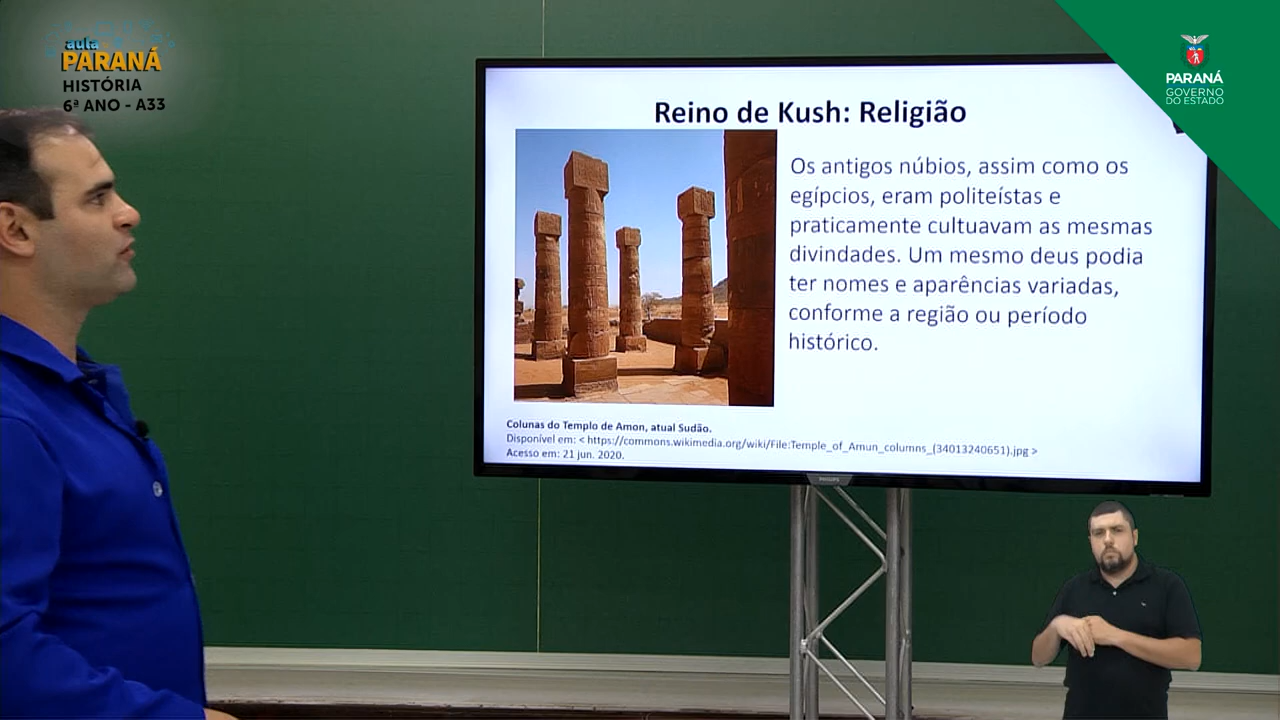 aula
PARANÁ
HISTÓRIA
6º ANO - A33
PARANÁ
GOVERNO
DO ESTADO
Reino de Kush: Religião
Os antigos núbios, assim como os
egípcios, eram politeístas e
praticamente cultuavam as mesmas
divindades. Um mesmo deus podia
ter nomes e aparências variadas,
conforme a região ou período
histórico.
Colunas do Templo de Amon, atual Sudão.
Disponível em: < https://commons.wikimedia.org/wiki/File:Temple_of_Amun_columns_(34013240651).jpg >
Acesso em: 21 jun. 2020.
PHILIPS